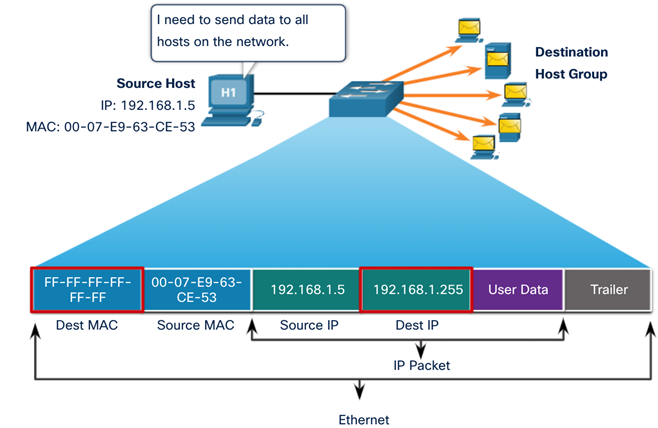 I need to send data to all
hosts on the network.
Destination
Host Group
Source Host
IP: 192.168.1.5
MAC: 00-07-E9-63-CE-53
H1
FF-FF-FF-FF-
FF-FF
00-07-E9-63-
CE-53
192.168.1.5
192.168.1.255
User Data
Trailer
Dest MAC
Source MAC
Source IP
Dest IP
IP Packet
Ethernet